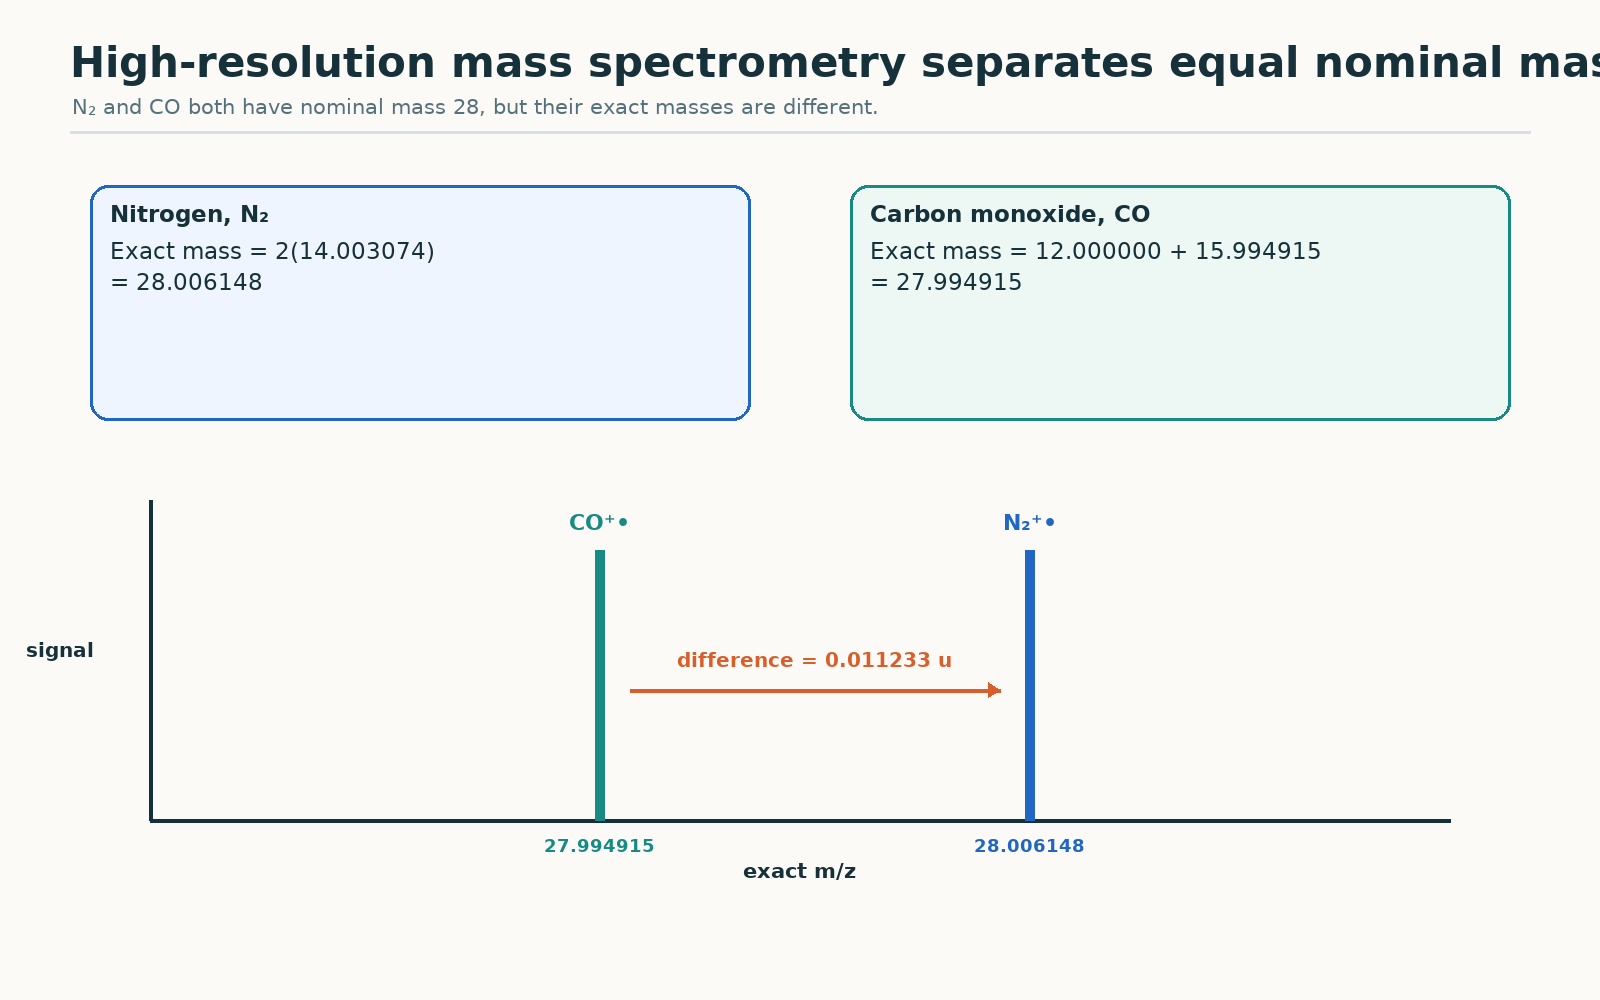 High-resolution mass spectrometry separates equal nominal mas
N₂ and CO both have nominal mass 28, but their exact masses are different.
Nitrogen, N₂
Exact mass = 2(14.003074)
= 28.006148
Carbon monoxide, CO
Exact mass = 12.000000 + 15.994915
= 27.994915
CO⁺•
N₂⁺•
signal
difference = 0.011233 u
27.994915
28.006148
exact m/z